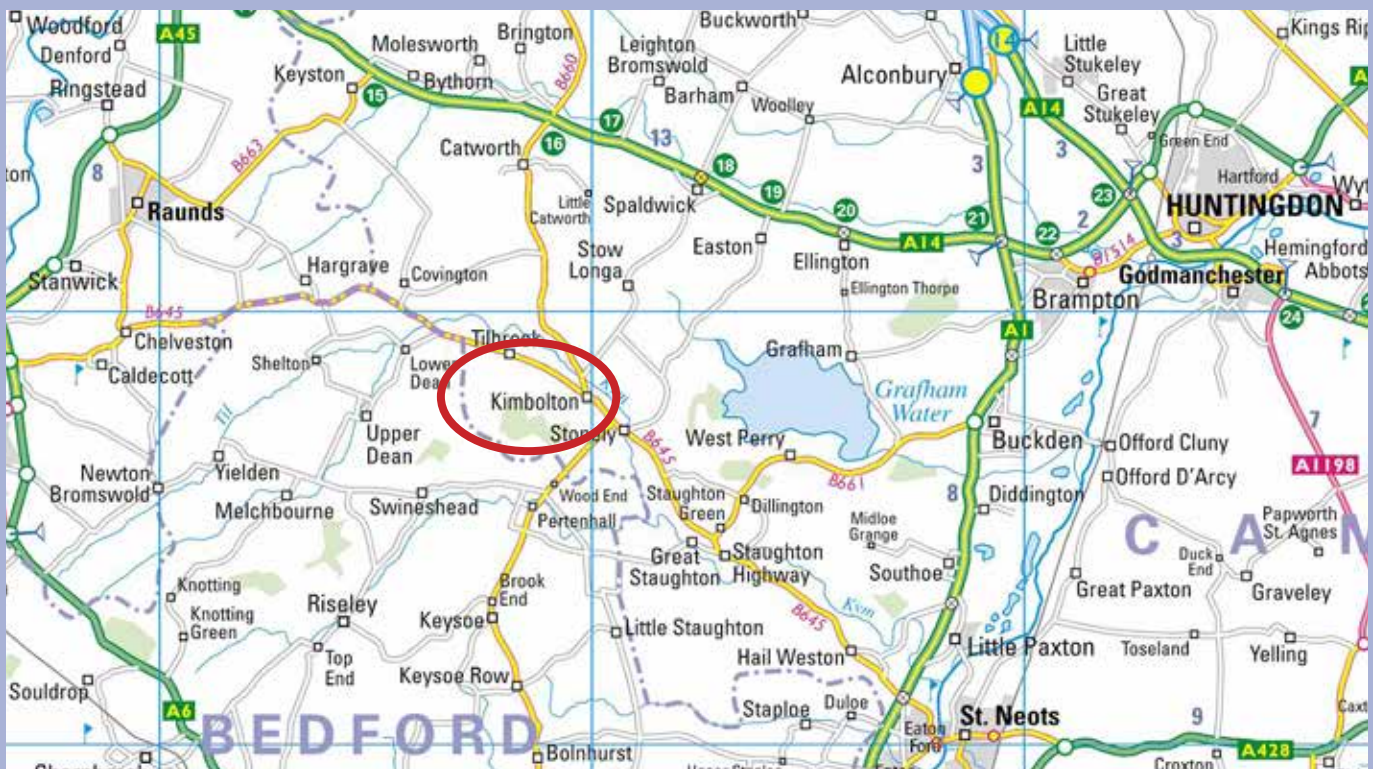 Woodford
Denford
Ringstead
A45
Molesworth
Brington
Keyston
Bythorn
B660
15
Leighton
Bromswold
Buckworth
Barham
Woolley
Alconbury
14
Little
Stukeley
Great
Stukeley
Green End
Kings Rip
A14
3
3
8
Raunds
B663
Catworth
16
17
13
18
Little
Catworth
Spaldwick
19
20
21
22
23
2
Hartford
HUNTINGDON
Wyt
Stanwick
Hargrave
Covington
Stow
Longa
Easton
Ellington
A14
Ellington Thorpe
Brampton
B1514
3
Godmanchester
Hemingford
Abbots
24
B645
Chelveston
Caldecott
Shelton
Lower
Dean
Tilbrook
Kimbolton
Stonely
Grafham
Grafham
Water
A1
Til
Upper
Dean
West Perry
B645
B661
Buckden
Offord Cluny
Offord D'Arcy
7
A1198
Newton
Bromswold
Yielden
Melchbourne
Swineshead
Wood End
Pertenhall
Staughton
Green
Dillington
8
Diddington
Midloe
Grange
Papworth
St. Agnes
C A M
Great
Staughton
Staughton
Highway
Southoe
Duck
End
Great Paxton
Graveley
Knotting
Knotting
Green
Riseley
Brook
End
Keysoe
Kym
B645
Little Staughton
Top
End
Hail Weston
Little Paxton
Toseland
Yelling
Souldrop
Keysoe Row
A6
BEDFORD
Staploe
Duloe
Eaton
Ford
St. Neots
9
A428
Bolnhurst
Croxton